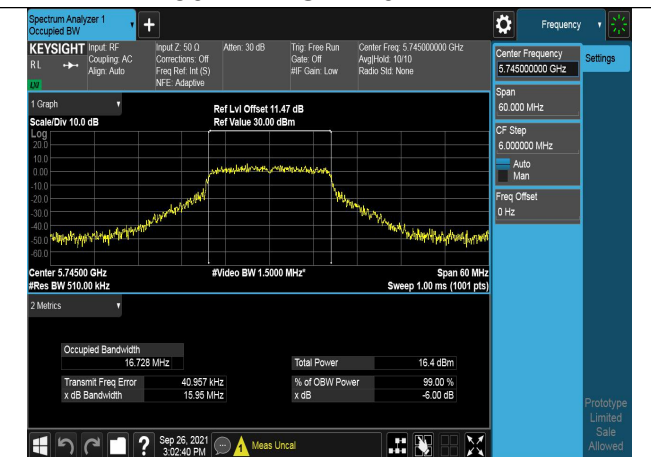 Spectrum Analyzer 1
Occupied BW
+
Frequency
KEYSIGHT
RL
LXI
Input: RF
Coupling: AC
Align: Auto
Input Z: 50 Ω
Corrections: Off
Freq Ref: Int (S)
NFE: Adaptive
Atten: 30 dB
Trig: Free Run
Gate: Off
#IF Gain: Low
Center Freq: 5.745000000 GHz
Avg|Hold: 10/10
Radio Std: None
Center Frequency
5.745000000 GHz
Settings
Span
60.000 MHz
CF Step
6.000000 MHz
Auto
Man
Freq Offset
0 Hz
1 Graph
Scale/Div 10.0 dB
Ref Lvl Offset 11.47 dB
Ref Value 30.00 dBm
Log
20.0
10.0
0.00
-10.0
-20.0
-30.0
-40.0
-50.0
-60.0
Center 5.74500 GHz
#Video BW 1.5000 MHz*
Span 60 MHz
#Res BW 510.00 kHz
Sweep 1.00 ms (1001 pts)
2 Metrics
Occupied Bandwidth
16.728 MHz
Total Power 16.4 dBm
Transmit Freq Error 40.957 kHz
% of OBW Power 99.00 %
x dB Bandwidth 15.95 MHz
x dB -6.00 dB
Prototype
Limited
Sale
Allowed
?
Sep 26, 2021
3:02:40 PM
Meas Uncal